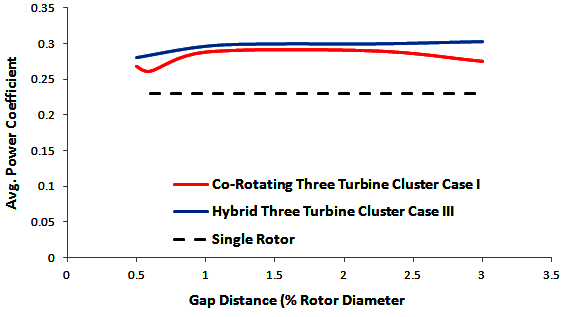 0.35
0.3
0.25
0.2
0.15
0.1
0.05
0
Avg. Power Coefficient
Co-Rotating Three Turbine Cluster Case I
Hybrid Three Turbine Cluster Case III
Single Rotor
0 0.5 1 1.5 2 2.5 3 3.5
Gap Distance (% Rotor Diameter